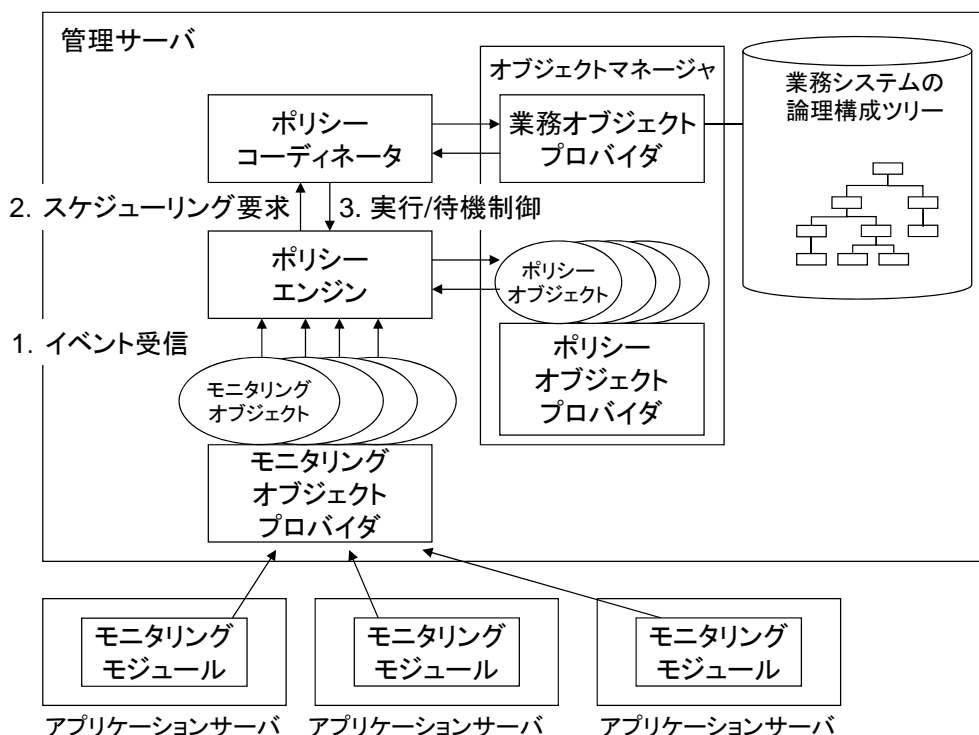 管理サーバ
オブジェクトマネージャ
業務システムの
論理構成ツリー
ポリシー
コーディネータ
業務オブジェクト
プロバイダ
2. スケジューリング要求
3. 実行/待機制御
ポリシー
エンジン
ポリシー
オブジェクト
1. イベント受信
ポリシー
オブジェクト
プロバイダ
モニタリング
オブジェクト
モニタリング
オブジェクト
プロバイダ
モニタリング
モジュール
アプリケーションサーバ
モニタリング
モジュール
アプリケーションサーバ
モニタリング
モジュール
アプリケーションサーバ